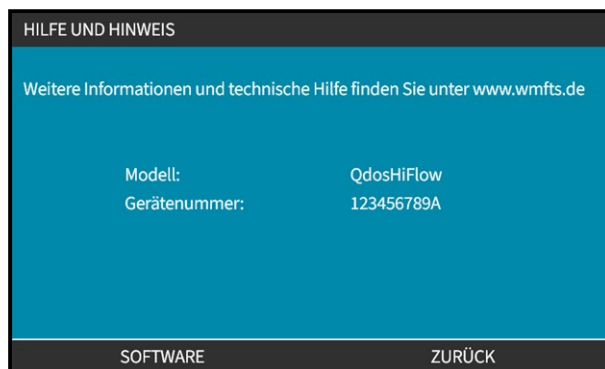 HILFE UND HINWEIS
Weitere Informationen und technische Hilfe finden Sie unter www.wmfts.de
Modell: QdosHiFlow
Gerätenummer: 123456789A
SOFTWARE ZURÜCK